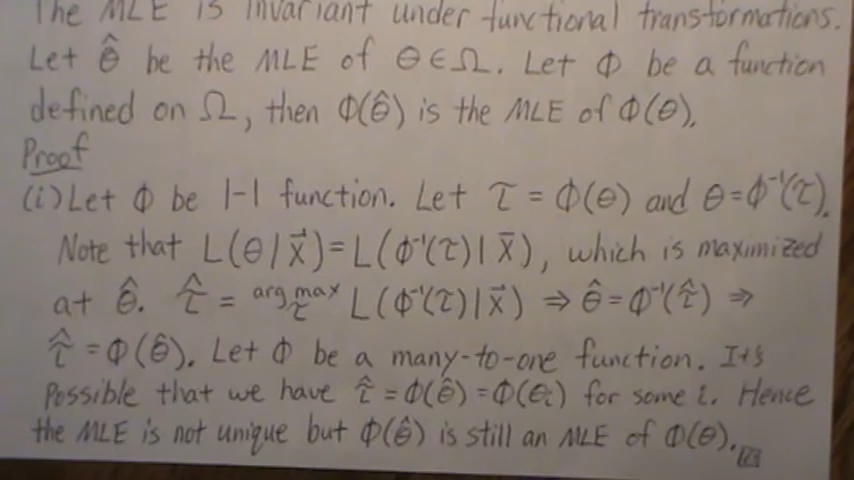 The MLE is invariant under functional transformations.
Let θ̂ be the MLE of θ∈Ω. Let Φ be a function
defined on Ω, then Φ(θ̂) is the MLE of Φ(θ).
Proof
(i) Let Φ be 1-1 function. Let τ = Φ(θ) and θ=Φ⁻¹(τ).
Note that L(θ|x⃗)=L(Φ⁻¹(τ)|x⃗), which is maximized
at θ̂. τ̂ = arg max_τ L(Φ⁻¹(τ)|x⃗) ⇒ θ̂=Φ⁻¹(τ̂) ⇒
τ̂ = Φ(θ̂). Let Φ be a many-to-one function. It's
Possible that we have τ̂ = Φ(θ̂) = Φ(θᵢ) for some i. Hence
the MLE is not unique but Φ(θ̂) is still an MLE of Φ(θ).